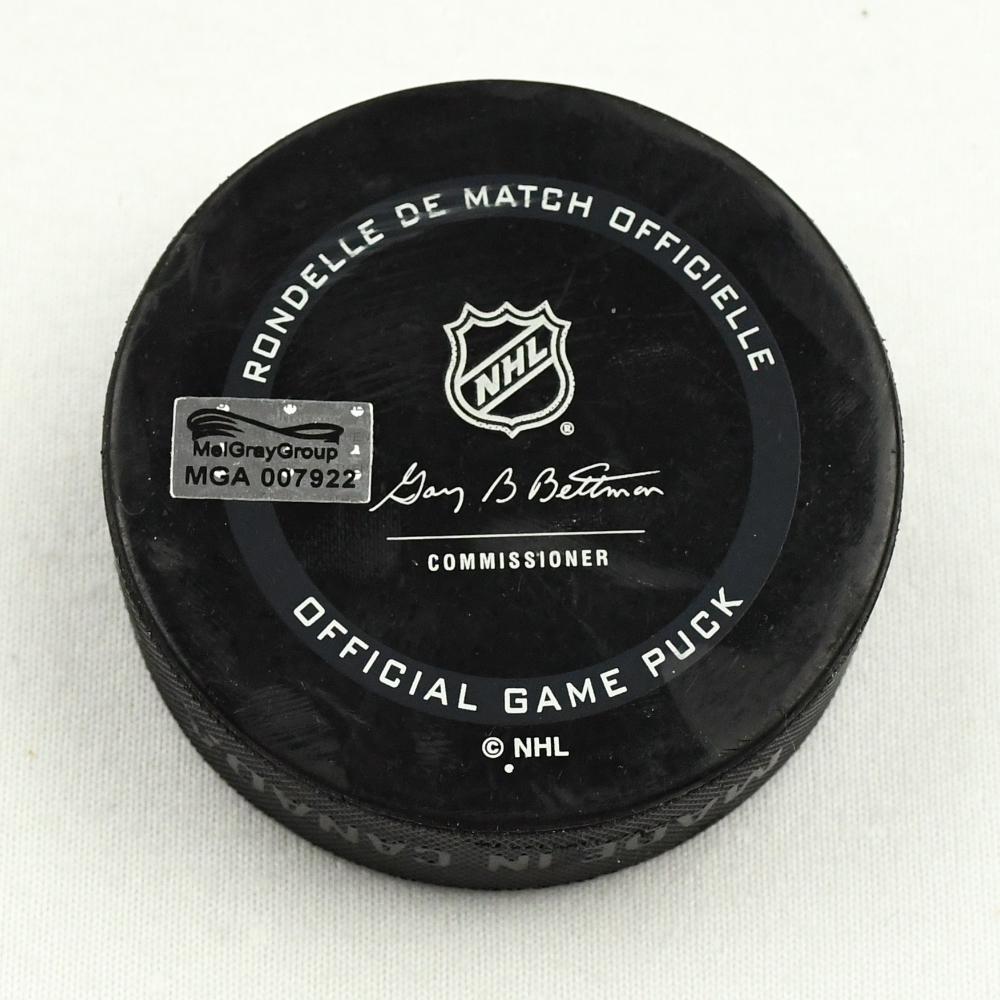 RONDELLE DE MATCH OFFICIELLE
NHL
®
MeiGrayGroup
MGA 007922
Gary B Bettman
COMMISSIONER
OFFICIAL GAME PUCK
© NHL
MADE IN CANADA